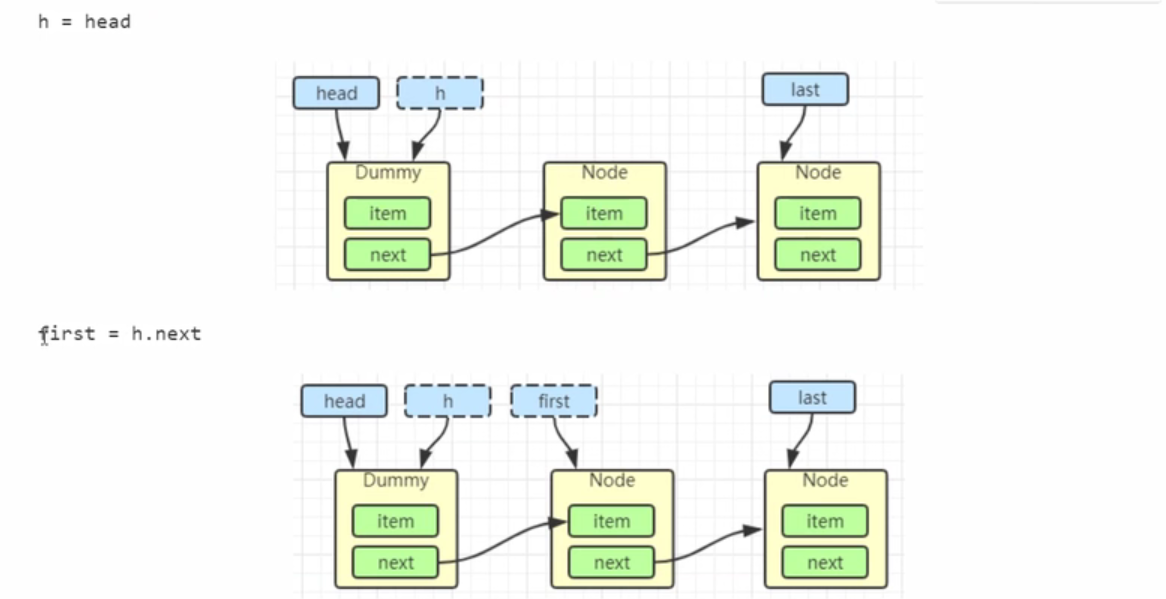 h = head
head h last
Dummy Node Node
item item item
next next next
first = h.next
head h first last
Dummy Node Node
item item item
next next next